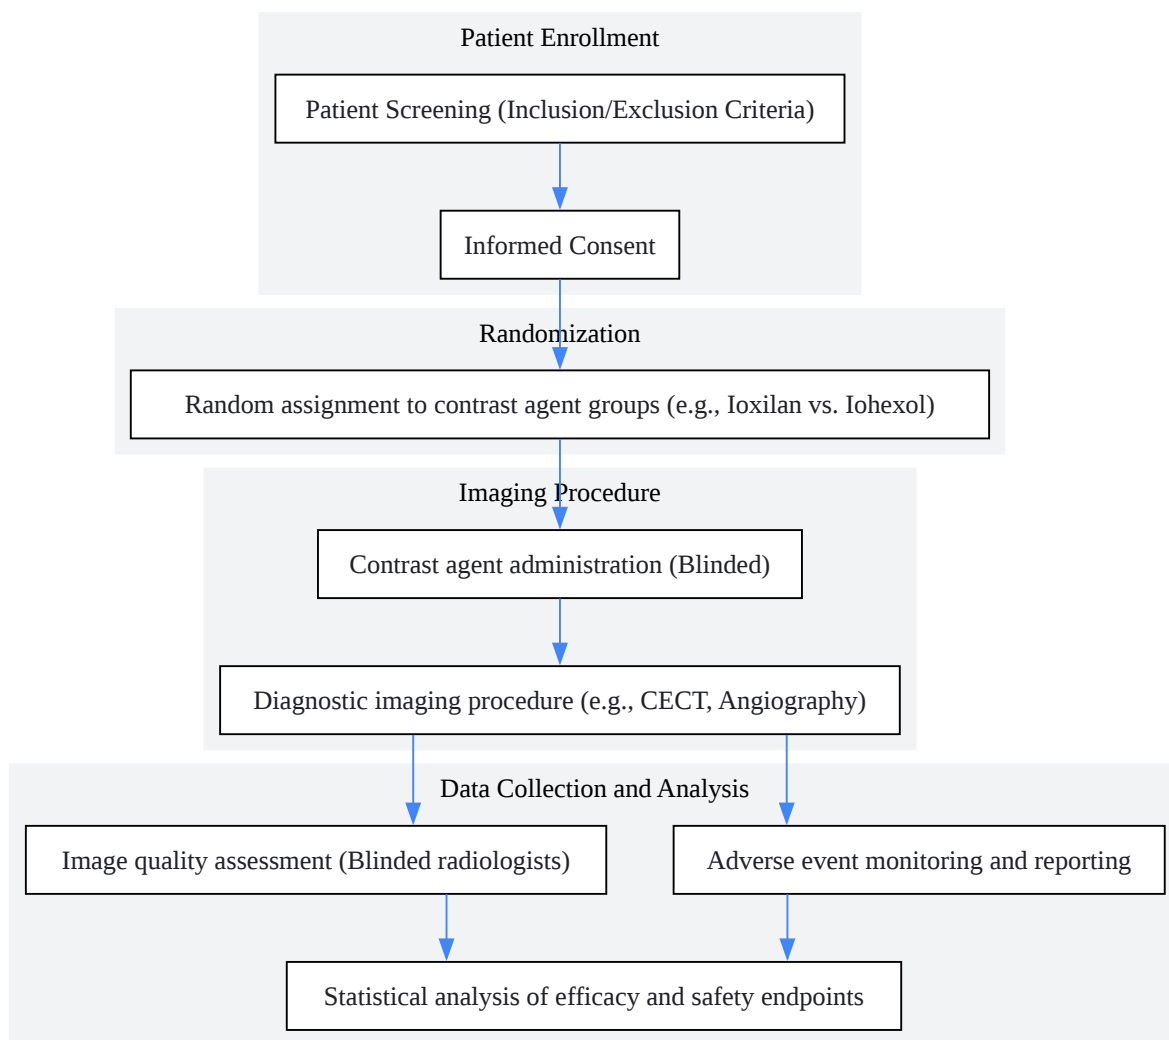 Patient Enrollment
Patient Screening (Inclusion/Exclusion Criteria)
Informed Consent
Randomization
Random assignment to contrast agent groups (e.g., Ioxilan vs. Iohexol)
Imaging Procedure
Contrast agent administration (Blinded)
Diagnostic imaging procedure (e.g., CECT, Angiography)
Data Collection and Analysis
Image quality assessment (Blinded radiologists)
Adverse event monitoring and reporting
Statistical analysis of efficacy and safety endpoints